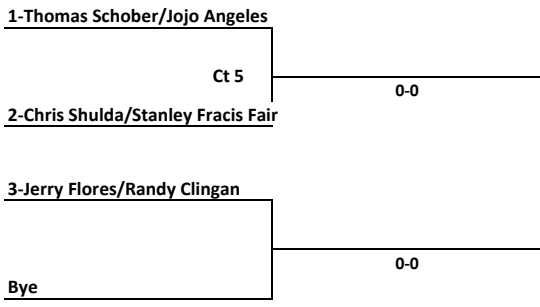 1-Thomas Schober/Jojo Angeles
Ct 5
0-0
2-Chris Shulda/Stanley Fracis Fair
3-Jerry Flores/Randy Clingan
0-0
Bye